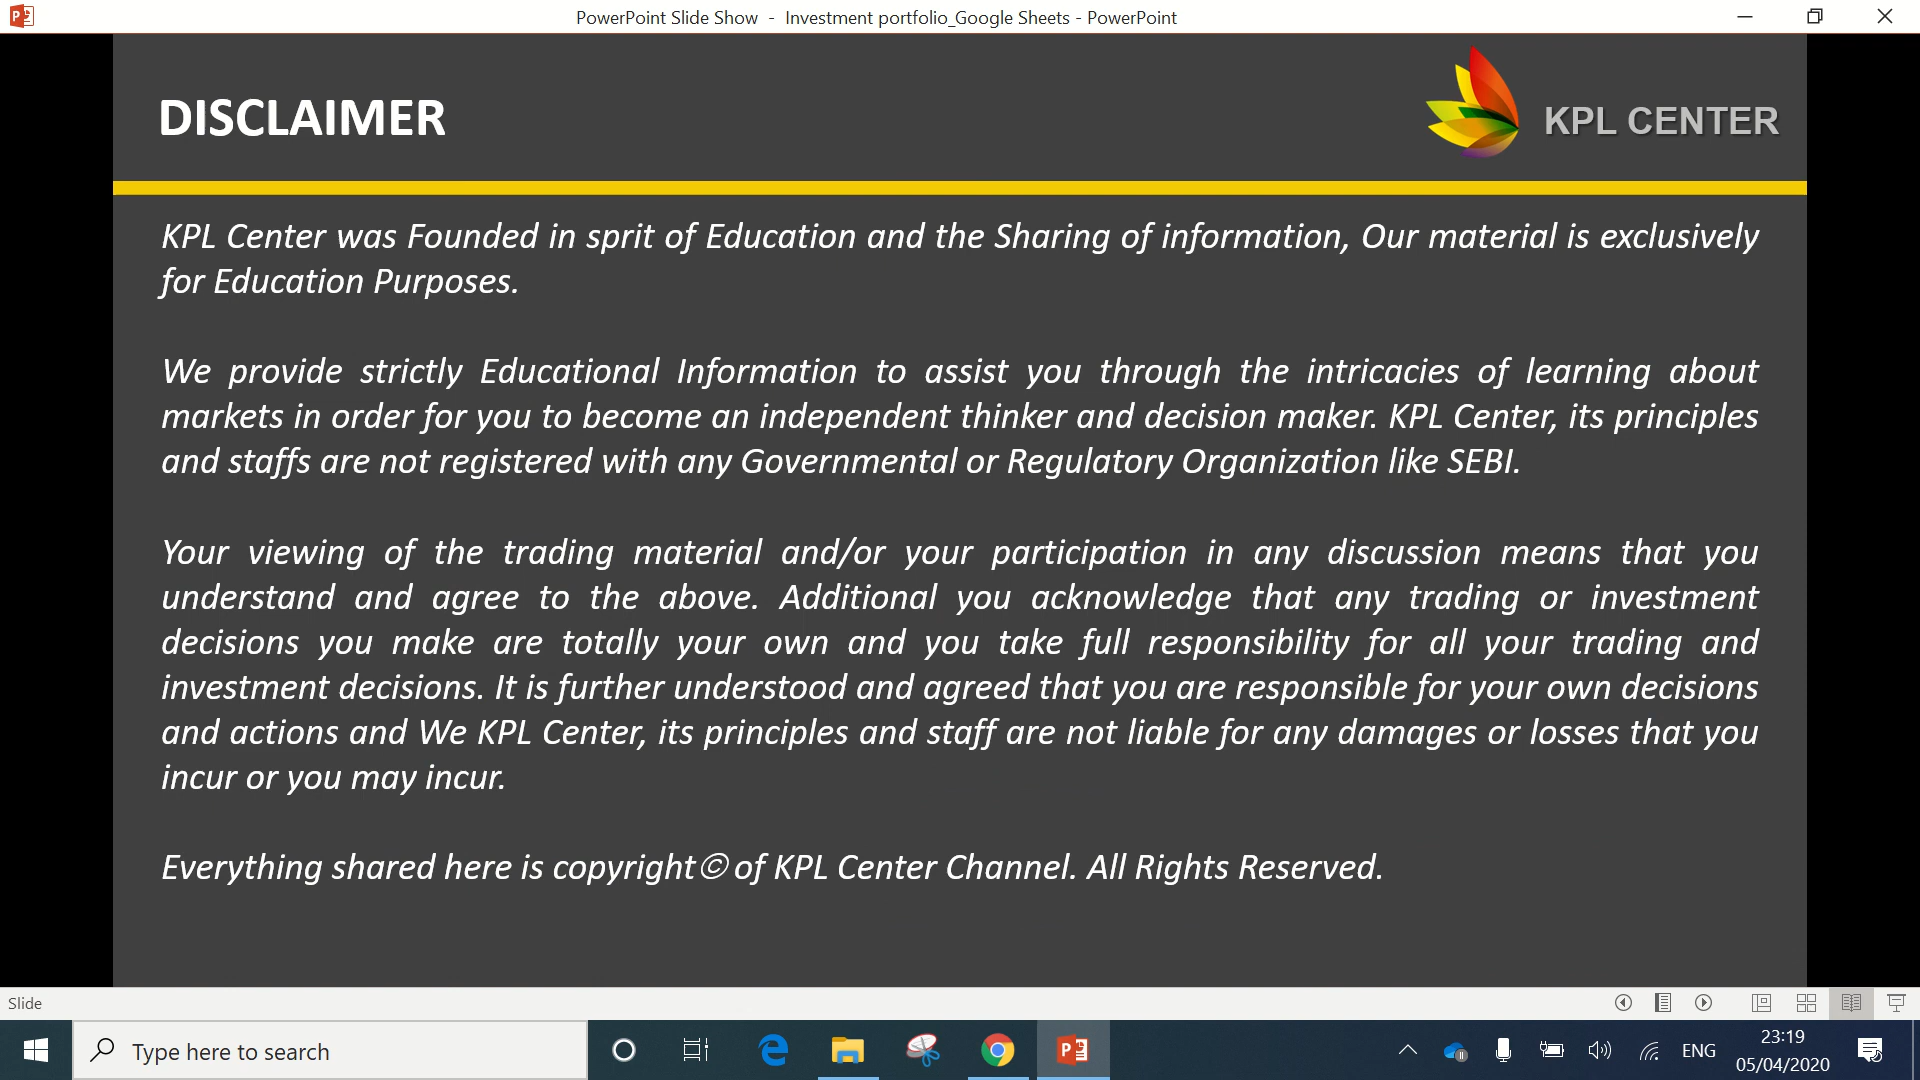 PowerPoint Slide Show - Investment portfolio_Google Sheets - PowerPoint
DISCLAIMER
KPL CENTER
KPL Center was Founded in sprit of Education and the Sharing of information, Our material is exclusively
for Education Purposes.
We provide strictly Educational Information to assist you through the intricacies of learning about
markets in order for you to become an independent thinker and decision maker. KPL Center, its principles
and staffs are not registered with any Governmental or Regulatory Organization like SEBI.
Your viewing of the trading material and/or your participation in any discussion means that you
understand and agree to the above. Additional you acknowledge that any trading or investment
decisions you make are totally your own and you take full responsibility for all your trading and
investment decisions. It is further understood and agreed that you are responsible for your own decisions
and actions and We KPL Center, its principles and staff are not liable for any damages or losses that you
incur or you may incur.
Everything shared here is copyright© of KPL Center Channel. All Rights Reserved.
Slide
Type here to search
ENG
23:19
05/04/2020